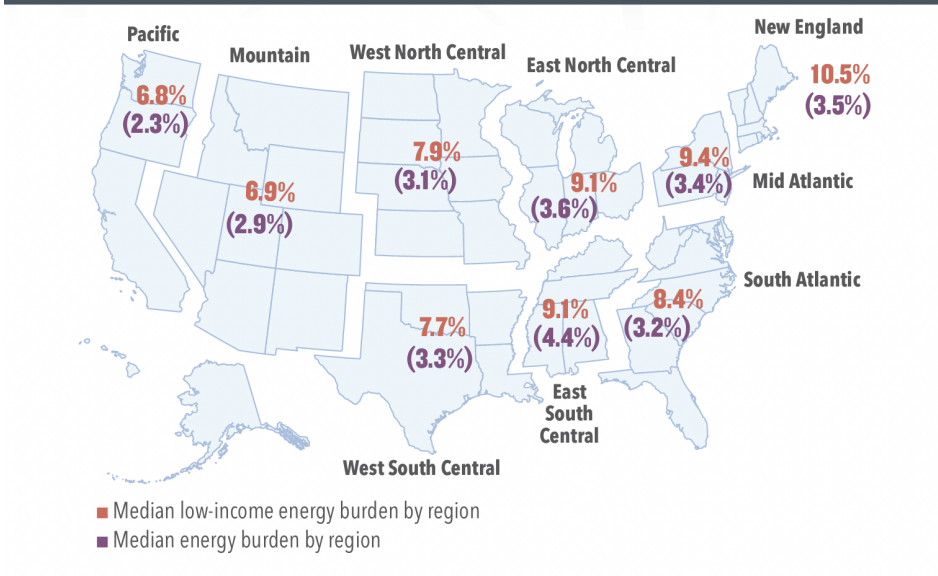 New England
Pacific
Mountain
West North Central
East North Central
10.5%
(3.5%)
6.8%
(2.3%)
7.9%
(3.1%)
9.4%
(3.4%)
Mid Atlantic
6.9%
(2.9%)
9.1%
(3.6%)
South Atlantic
7.7%
(3.3%)
9.1%
(4.4%)
8.4%
(3.2%)
East
South
Central
West South Central
Median low-income energy burden by region
Median energy burden by region